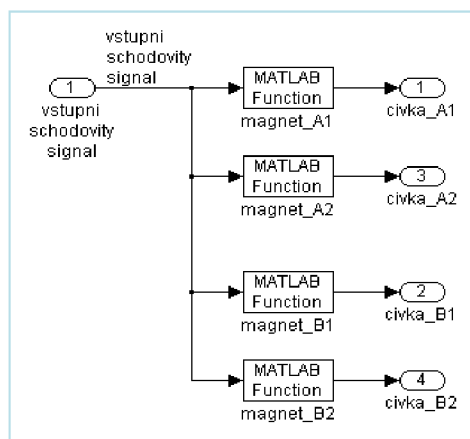 vstupni
schodovity
signal
1
vstupni
schodovity
signal
MATLAB
Function
magnet_A1
1
civka_A1
MATLAB
Function
magnet_A2
3
civka_A2
MATLAB
Function
magnet_B1
2
civka_B1
MATLAB
Function
magnet_B2
4
civka_B2